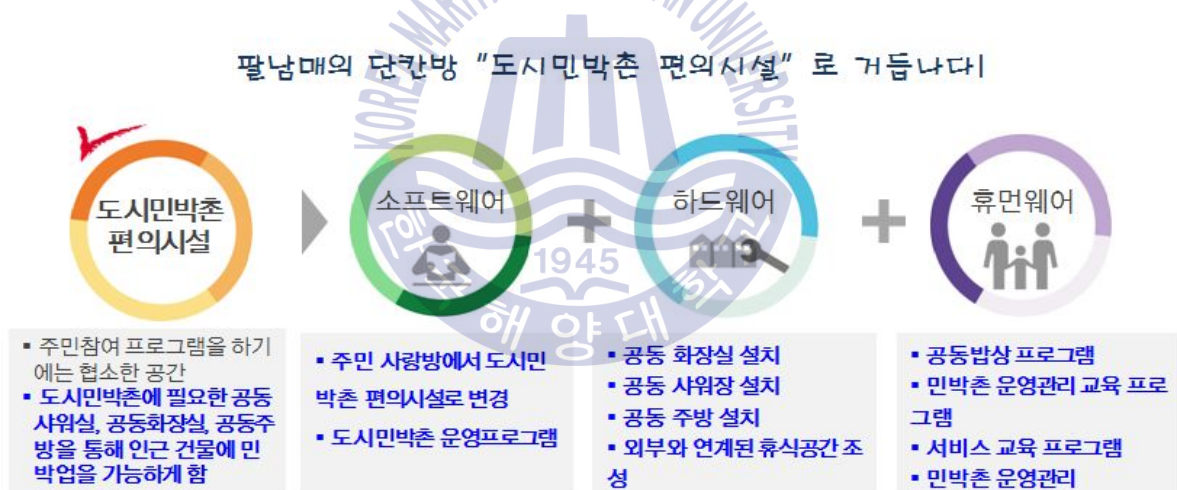 팔남매의 단칸방 "도시민박촌 편의시설" 로 거듭나다!
도시민박촌
편의시설
소프트웨어
하드웨어
휴먼웨어
▪ 주민참여 프로그램을 하기
에는 협소한 공간
▪ 도시민박촌에 필요한 공동
샤워실, 공동화장실, 공동주
방을 통해 인근 건물에 민
박업을 가능하게 함
▪ 주민 사랑방에서 도시민
박촌 편의시설로 변경
▪ 도시민박촌 운영프로그램
▪ 공동 화장실 설치
▪ 공동 샤워장 설치
▪ 공동 주방 설치
▪ 외부와 연계된 휴식공간 조
성
▪ 공동밥상 프로그램
▪ 민박촌 운영관리 교육 프로
그램
▪ 서비스 교육 프로그램
▪ 민박촌 운영관리
1945
해양대학